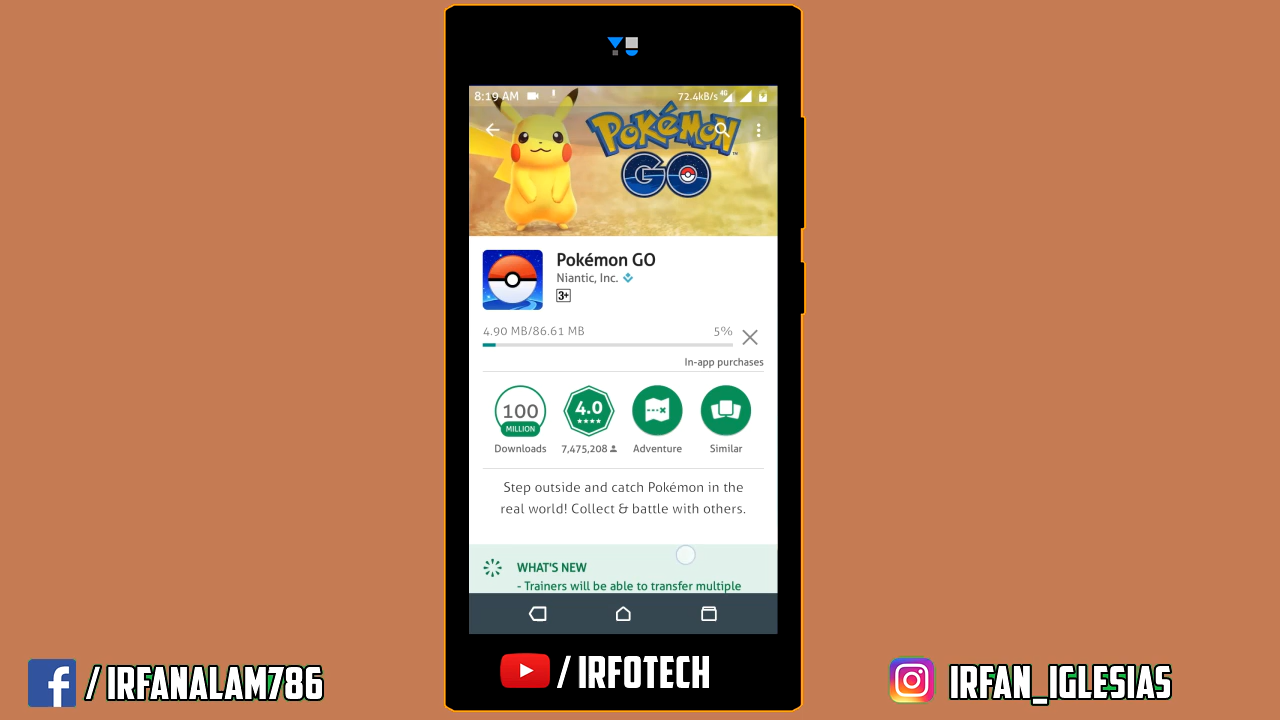 8:19 AM 72.4kB/s 4G
POKÉMON
GO
Pokémon GO
Niantic, Inc.
3+
4.90 MB/86.61 MB 5%
In-app purchases
100 4.0
MILLION
Downloads 7,475,208 Adventure Similar
Step outside and catch Pokémon in the
real world! Collect & battle with others.
WHAT'S NEW
- Trainers will be able to transfer multiple
/ IRFANALAM786 / IRFOTECH IRFAN_IGLESIAS